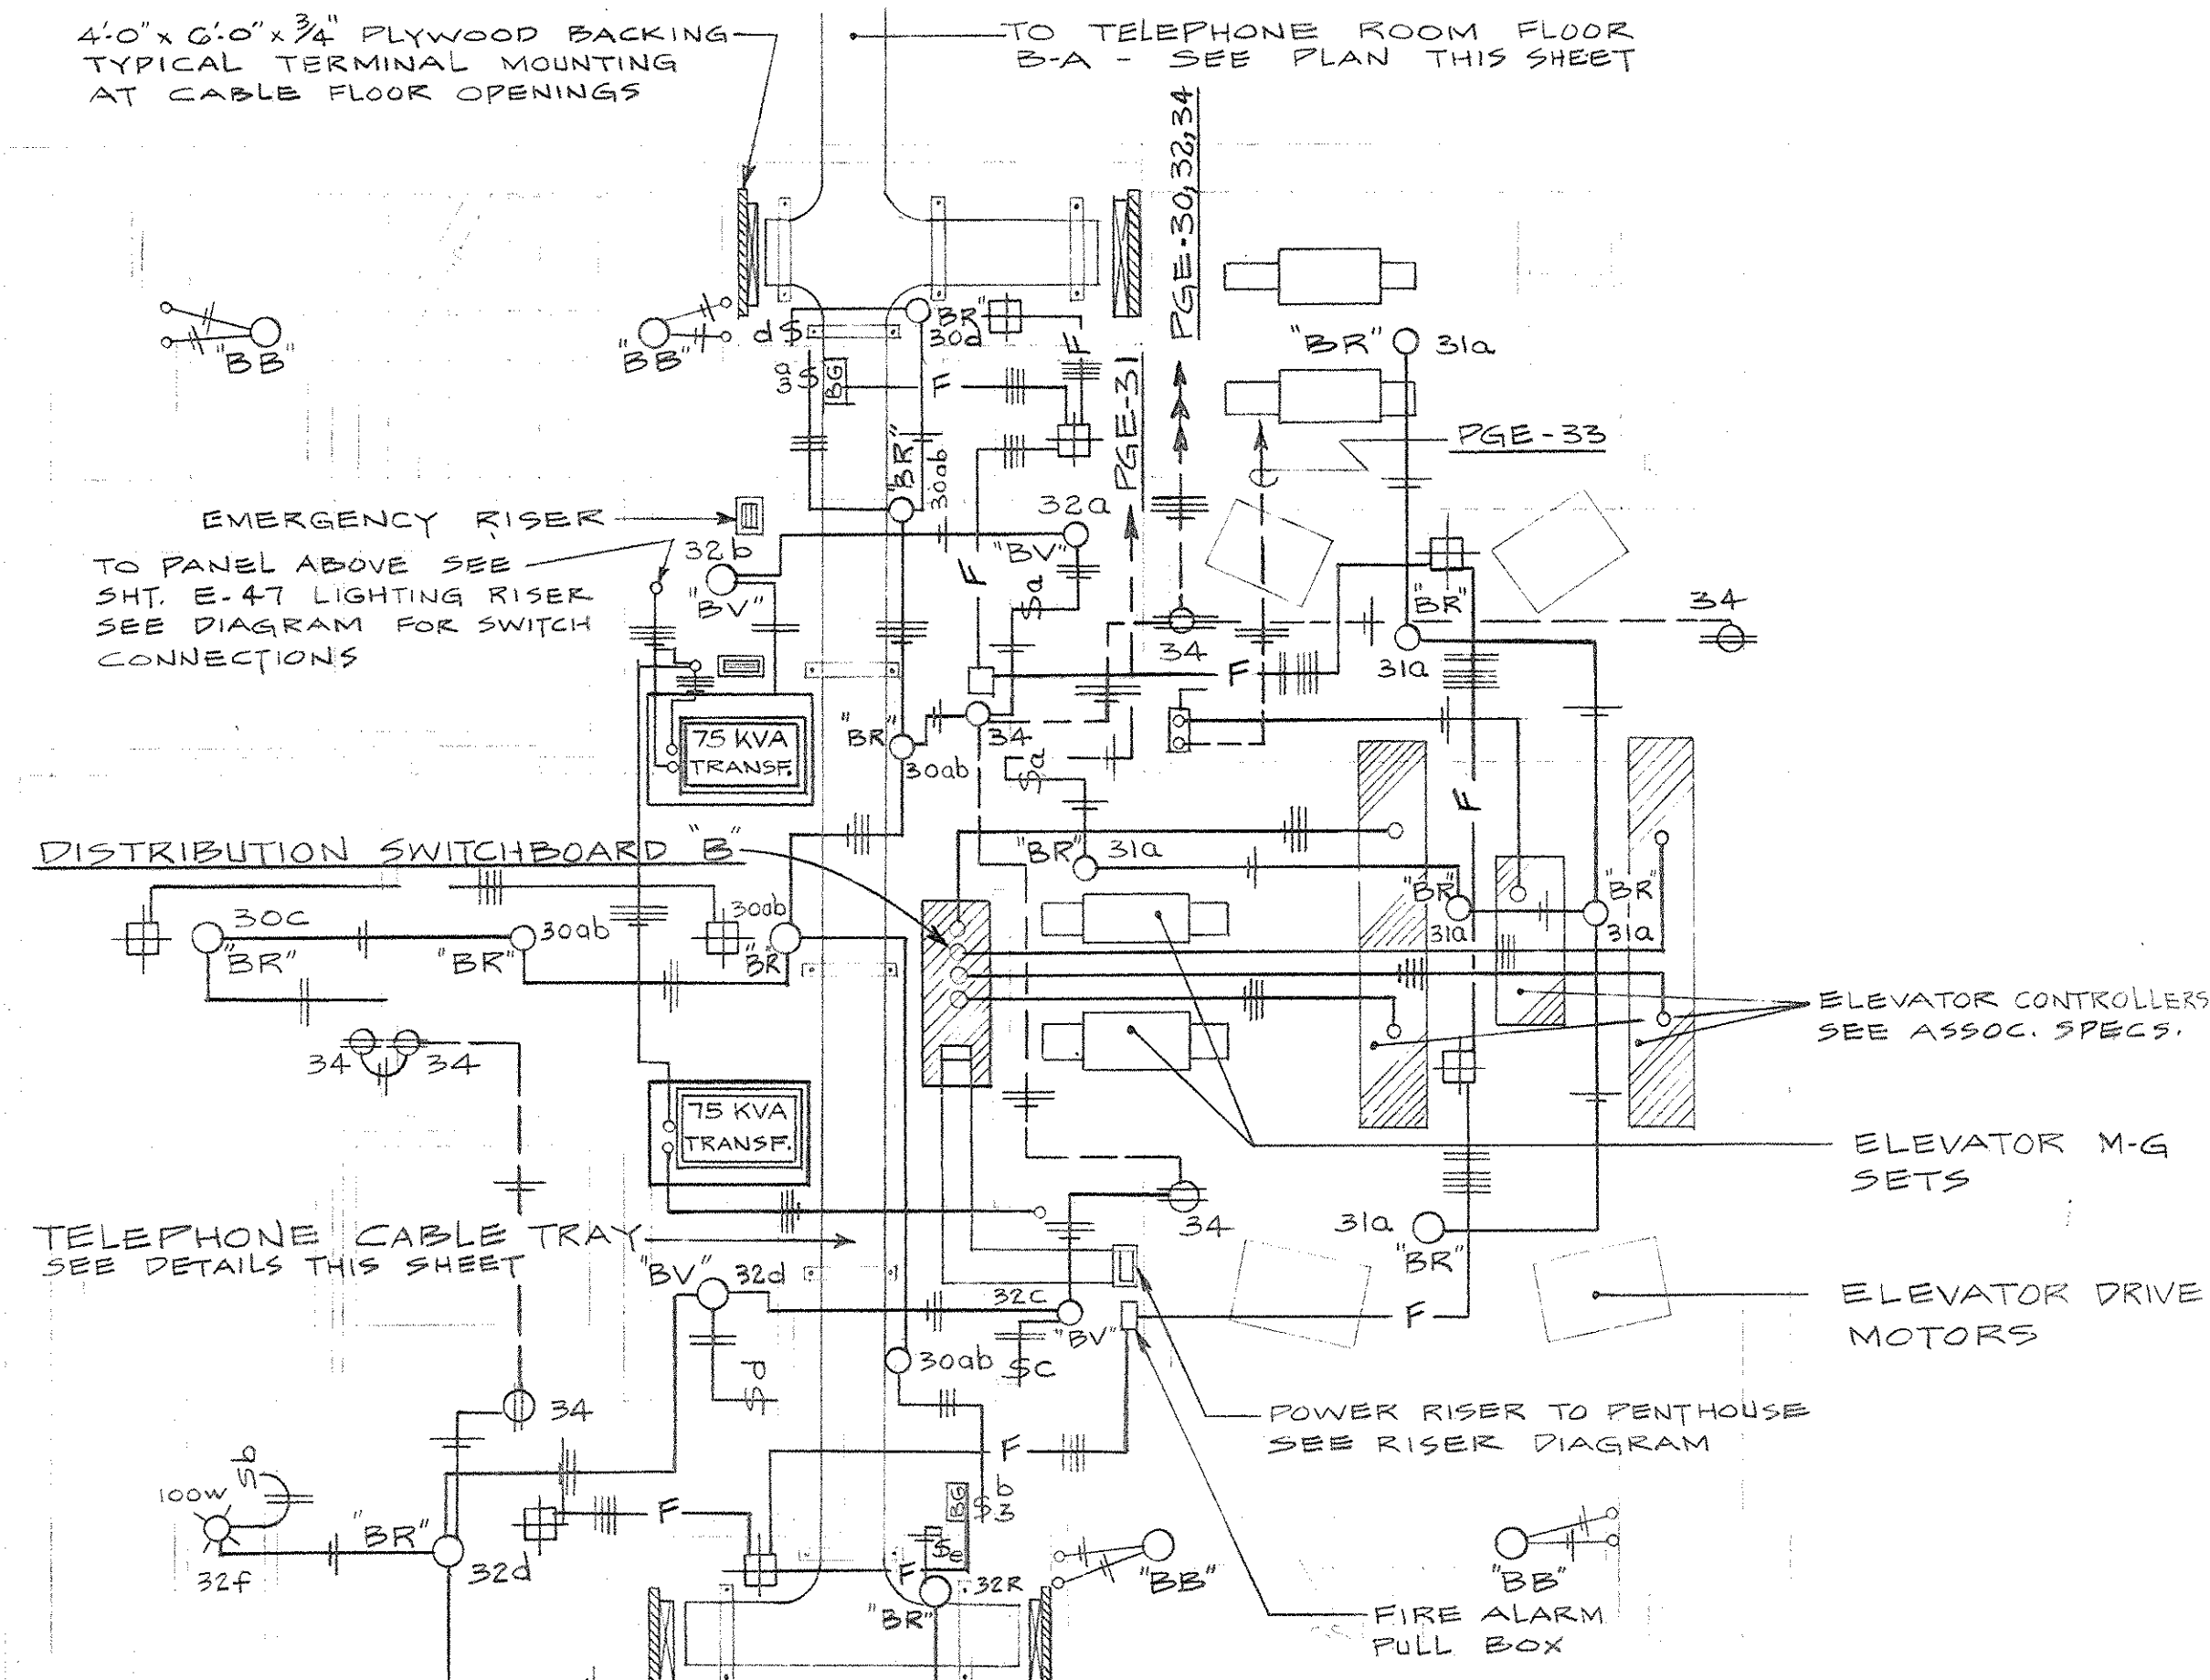 4'-0" x 6'-0" x 3/4" PLYWOOD BACKING
TYPICAL TERMINAL MOUNTING
AT CABLE FLOOR OPENINGS
TO TELEPHONE ROOM FLOOR
B-A - SEE PLAN THIS SHEET
PGE-30,32,34
"BB"
"BB"
d $
"BR"
30d
F
a
3 $
BG
F
"BR" 31a
PGE-31
PGE-33
"BR"
30ab
EMERGENCY RISER
32a
"BV"
TO PANEL ABOVE SEE
SHT. E-47 LIGHTING RISER
SEE DIAGRAM FOR SWITCH
CONNECTIONS
32b
"BV"
F
$a
34
"BR"
31a
34
F
75 KVA
TRANSF.
"BR"
30ab
34
$a
F
DISTRIBUTION SWITCHBOARD "B"
"BR" 31a
30c
"BR"
30ab
"BR"
30ab
"BR"
"BR"
31a
"BR"
31a
ELEVATOR CONTROLLERS
SEE ASSOC. SPECS.
34
34
75 KVA
TRANSF.
ELEVATOR M-G
SETS
TELEPHONE CABLE TRAY
SEE DETAILS THIS SHEET
34
31a
"BR"
"BV" 32d
32c
"BV"
ELEVATOR DRIVE
MOTORS
F
30ab
$c
$d
34
POWER RISER TO PENTHOUSE
SEE RISER DIAGRAM
F
$b
100W
32f
"BR"
32d
F
BG
b
$3
$e
F
32R
"BR"
"BB"
"BB"
FIRE ALARM
PULL BOX